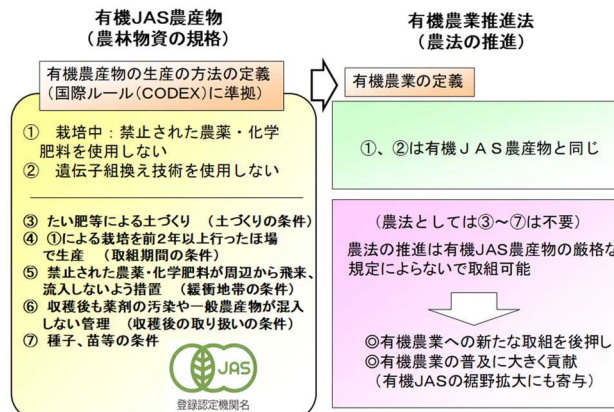 有機JAS農産物
(農林物資の規格)
有機農産物の生産の方法の定義
(国際ルール(CODEX)に準拠)
① 栽培中：禁止された農薬・化学
肥料を使用しない
② 遺伝子組換え技術を使用しない
③ たい肥等による土づくり (土づくりの条件)
④ ①による栽培を前2年以上行ったほ場
で生産 (取組期間の条件)
⑤ 禁止された農薬・化学肥料が周辺から飛来、
流入しないよう措置 (緩衝地帯の条件)
⑥ 収穫後も薬剤の汚染や一般農産物が混入
しない管理 (収穫後の取り扱いの条件)
⑦ 種子、苗等の条件
JAS
登録認定機関名
有機農業推進法
(農法の推進)
有機農業の定義
①、②は有機ＪＡＳ農産物と同じ
(農法としては③～⑦は不要)
農法の推進は有機JAS農産物の厳格な
規定によらないで取組可能
◎有機農業への新たな取組を後押し
◎有機農業の普及に大きく貢献
(有機JASの裾野拡大にも寄与)